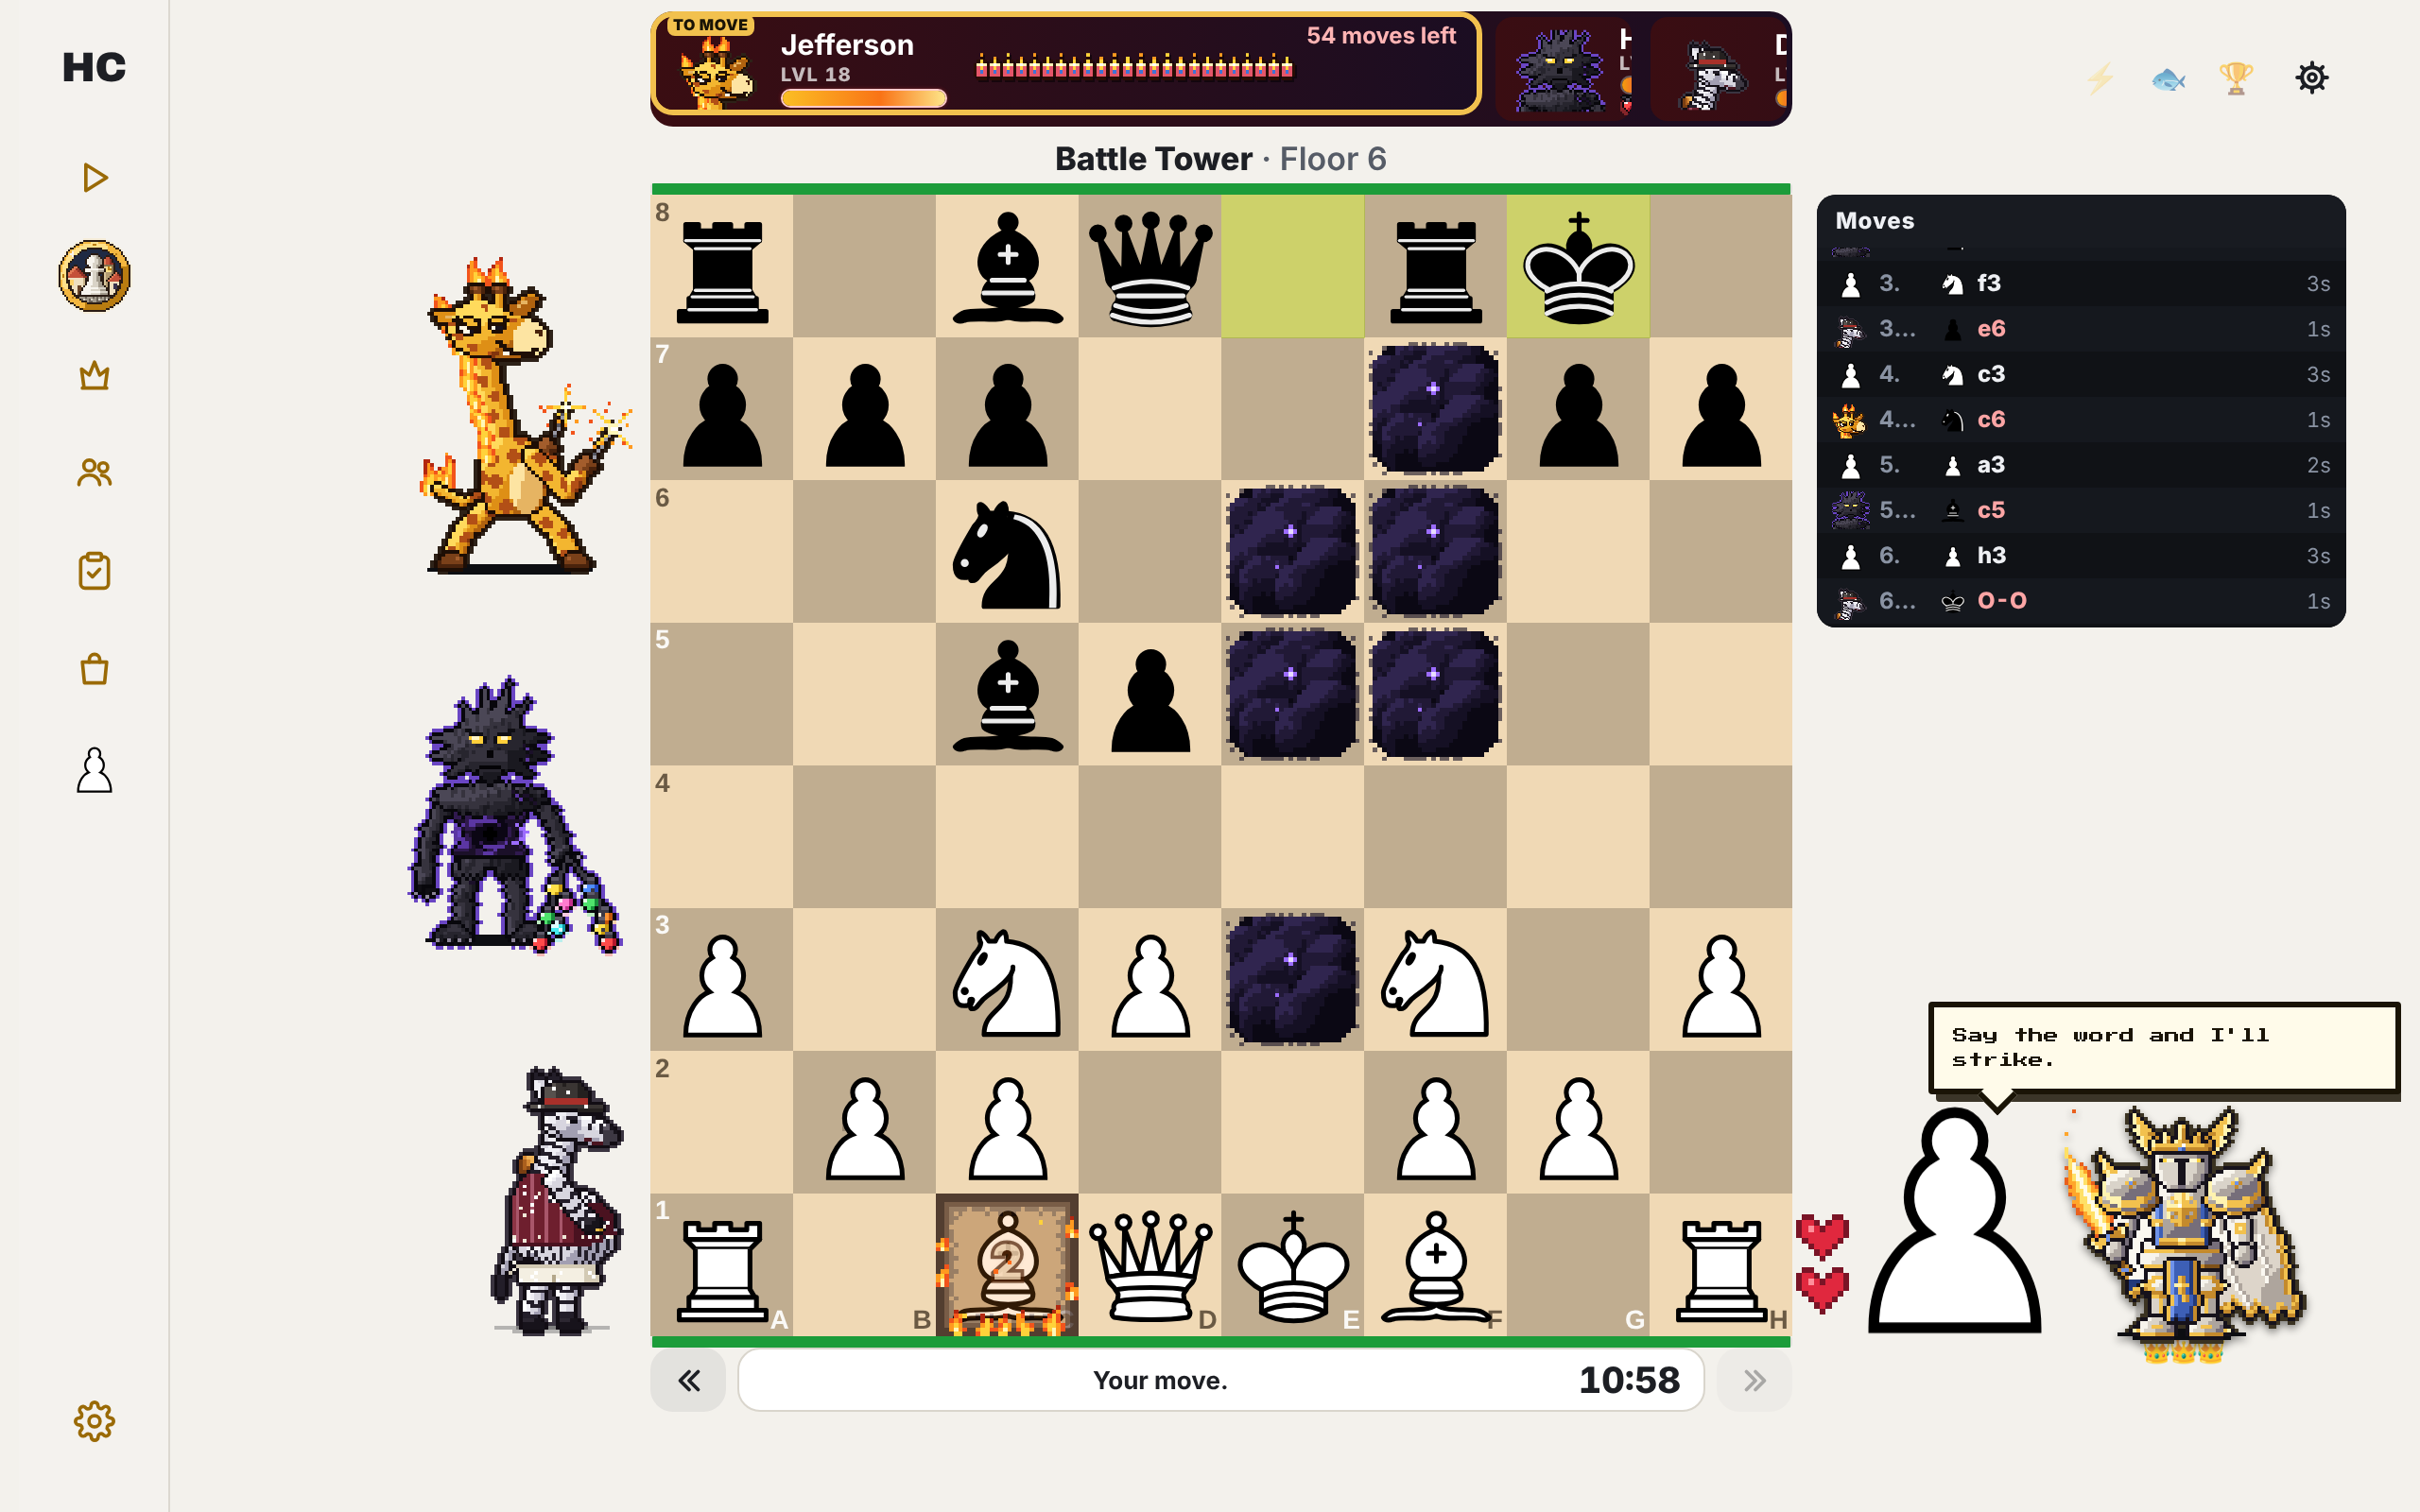 HC
TO MOVE
Jefferson
LVL 18
54 moves left
Battle Tower · Floor 6
8
7
6
5
4
3
2
1
A
B
D
E
F
G
H
2
Moves
3. f3 3s
3... e6 1s
4. c3 3s
4... c6 1s
5. a3 2s
5... c5 1s
6. h3 3s
6... O-O 1s
Say the word and I'll
strike.
Your move.
10:58